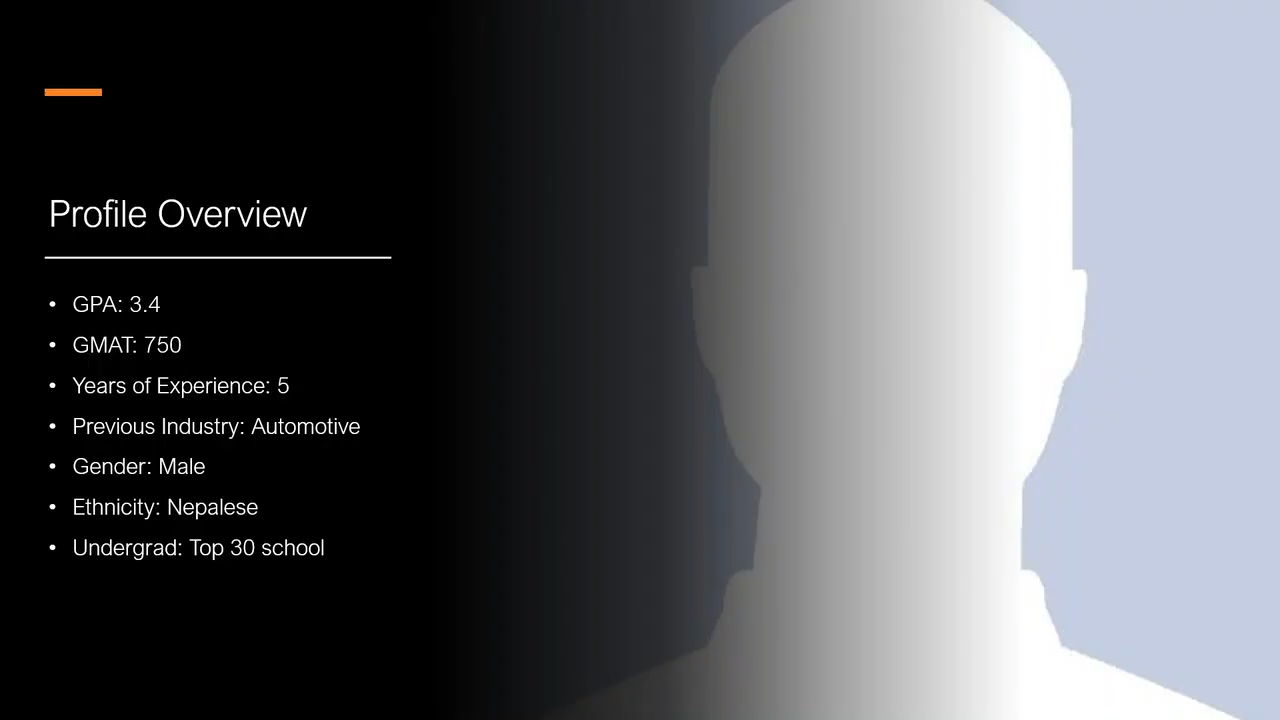 Profile Overview
• GPA: 3.4
• GMAT: 750
• Years of Experience: 5
• Previous Industry: Automotive
• Gender: Male
• Ethnicity: Nepalese
• Undergrad: Top 30 school